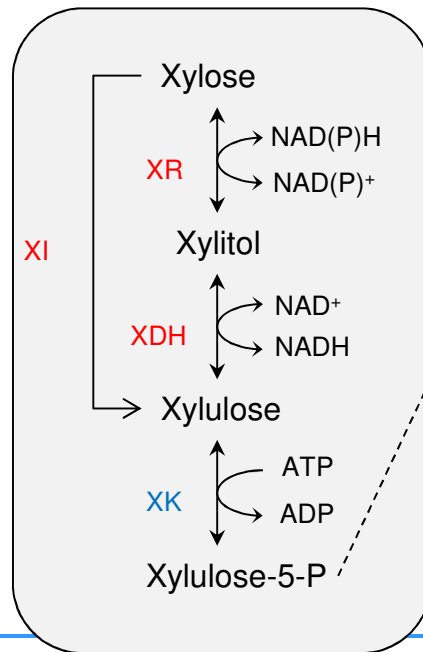 Xylose
NAD(P)H
XR
NAD(P)⁺
Xylitol
XI
NAD⁺
XDH
NADH
Xylulose
ATP
XK
ADP
Xylulose-5-P